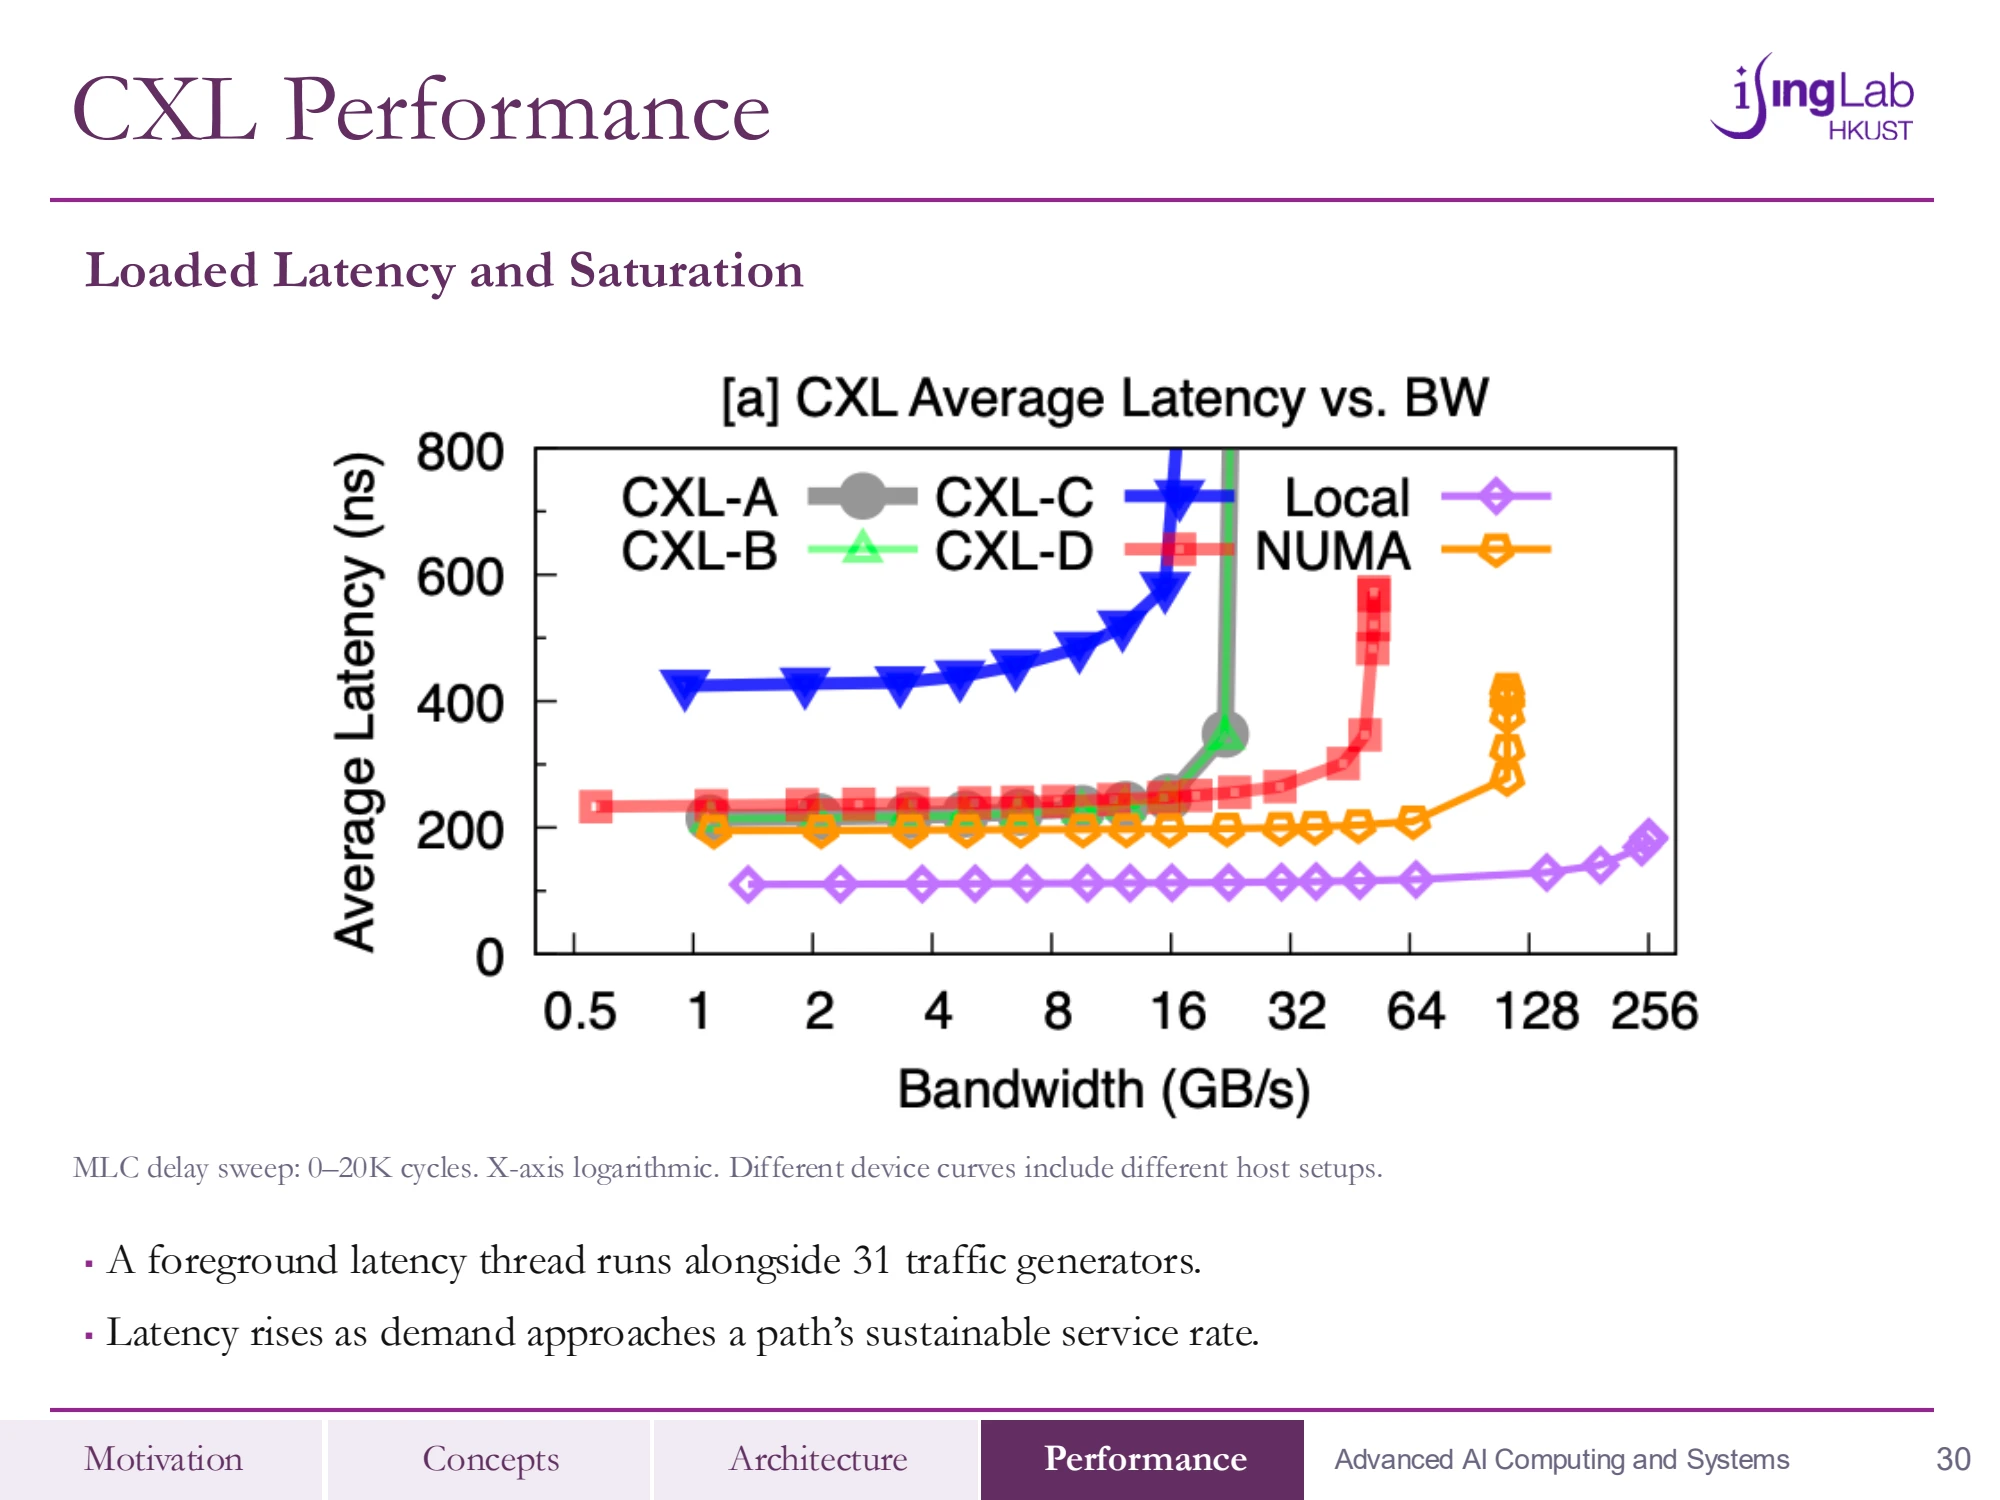 CXL Performance
isingLab
HKUST
Loaded Latency and Saturation
[a] CXL Average Latency vs. BW
Average Latency (ns)
800
600
400
200
0
CXL-A
CXL-C
Local
CXL-B
CXL-D
NUMA
0.5 1 2 4 8 16 32 64 128 256
Bandwidth (GB/s)
MLC delay sweep: 0–20K cycles. X-axis logarithmic. Different device curves include different host setups.
▪ A foreground latency thread runs alongside 31 traffic generators.
▪ Latency rises as demand approaches a path’s sustainable service rate.
Motivation
Concepts
Architecture
Performance
Advanced AI Computing and Systems
30